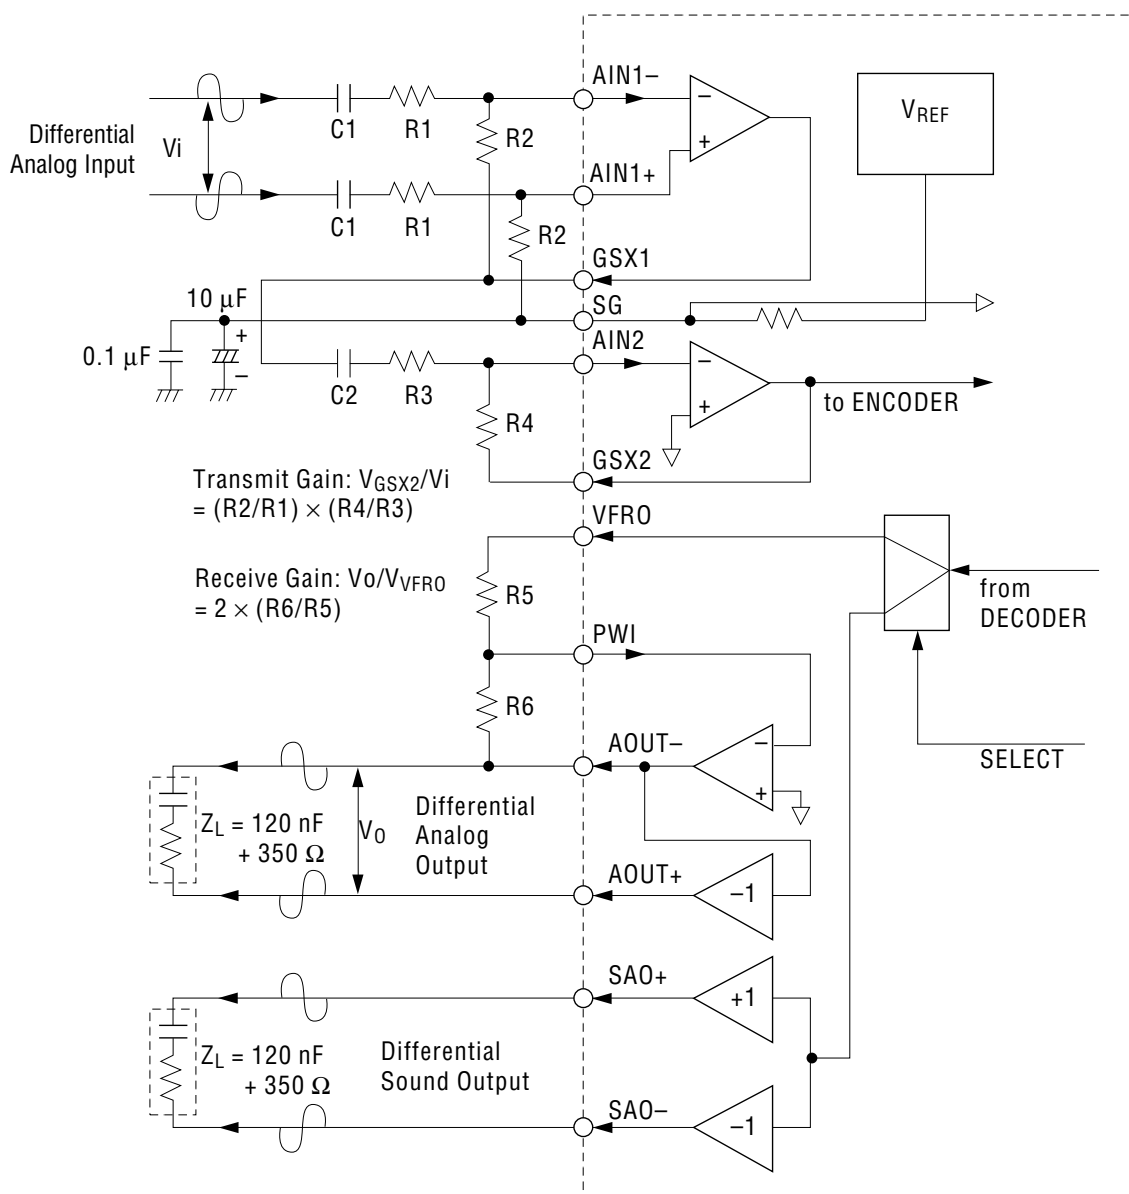 AIN1–
Differential
Analog Input
Vi
C1
R1
R2
–
+
VREF
AIN1+
C1
R1
R2
GSX1
10 μF
+
–
0.1 μF
SG
AIN2
C2
R3
R4
–
+
to ENCODER
GSX2
Transmit Gain: VGSX2/Vi
= (R2/R1) × (R4/R3)
VFRO
Receive Gain: Vo/VVFRO
= 2 × (R6/R5)
R5
from
DECODER
PWI
R6
SELECT
AOUT–
–
+
ZL = 120 nF
+ 350 Ω
VO
Differential
Analog
Output
AOUT+
–1
SAO+
+1
ZL = 120 nF
+ 350 Ω
Differential
Sound Output
SAO–
–1